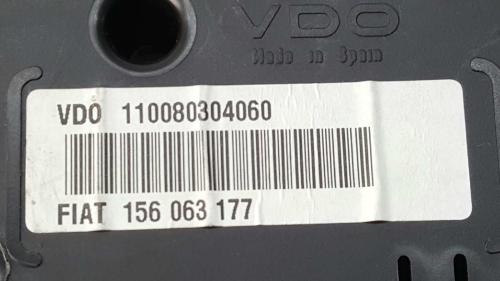 VDO
Made in Spain
VDO 110080304060
FIAT 156 063 177